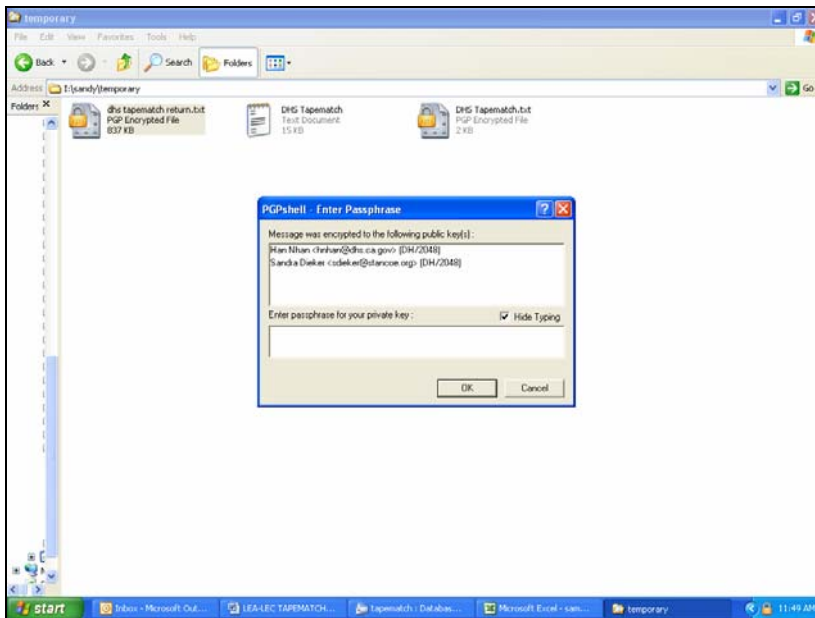 temporary
File Edit View Favorites Tools Help
Back Search Folders
Address I:\sandy\temporary Go
Folders X
dhs tapematch return.txt
PGP Encrypted File
837 KB
DHS Tapematch
Text Document
15 KB
DHS Tapematch.txt
PGP Encrypted File
2 KB
PGPshell - Enter Passphrase
Message was encrypted to the following public key(s) :
Han Nhan <hnhan@dhs.ca.gov> (DH/2048)
Sandra Dieker <sdieker@stancoe.org> (DH/2048)
Enter passphrase for your private key : Hide Typing
OK Cancel
start Inbox - Microsoft Out... LEA-LEC TAPEMATCH... tapematch : Databas... Microsoft Excel - sam... temporary 11:49 AM